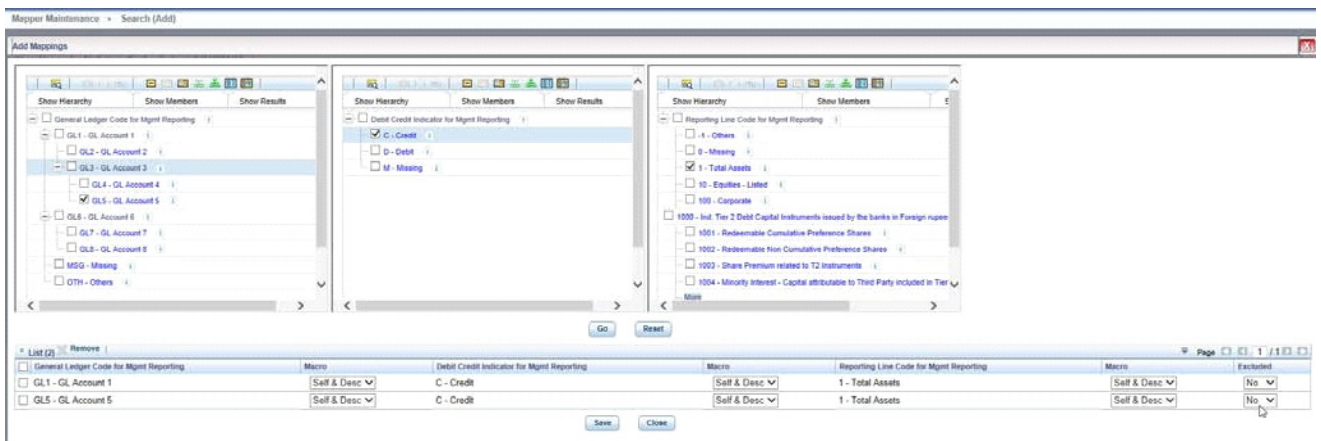 Mapper Maintenance » Search (Add)
Add Mappings
Show Hierarchy Show Members Show Results
General Ledger Code for Mgmt Reporting
GL1 - GL Account 1
GL2 - GL Account 2
GL3 - GL Account 3
GL4 - GL Account 4
GL5 - GL Account 5
GL6 - GL Account 6
GL7 - GL Account 7
GL8 - GL Account 8
MSG - Missing
OTH - Others
Show Hierarchy Show Members Show Results
Debit Credit Indicator for Mgmt Reporting
C - Credit
D - Debit
M - Missing
Show Hierarchy Show Members S
Reporting Line Code for Mgmt Reporting
-1 - Others
0 - Missing
1 - Total Assets
10 - Equities - Listed
100 - Corporate
1000 - Ind: Tier 2 Debt Capital Instruments issued by the banks in Foreign rupee
1001 - Redeemable Cumulative Preference Shares
1002 - Redeemable Non Cumulative Preference Shares
1003 - Share Premium related to T2 Instruments
1004 - Minority Interest - Capital attributable to Third Party included in Tier
More
Go Reset
List (2) Remove Page 1 / 1
General Ledger Code for Mgmt Reporting Macro Debit Credit Indicator for Mgmt Reporting Macro Reporting Line Code for Mgmt Reporting Macro Excluded
GL1 - GL Account 1 Self & Desc C - Credit Self & Desc 1 - Total Assets Self & Desc No
GL5 - GL Account 5 Self & Desc C - Credit Self & Desc 1 - Total Assets Self & Desc No
Save Close